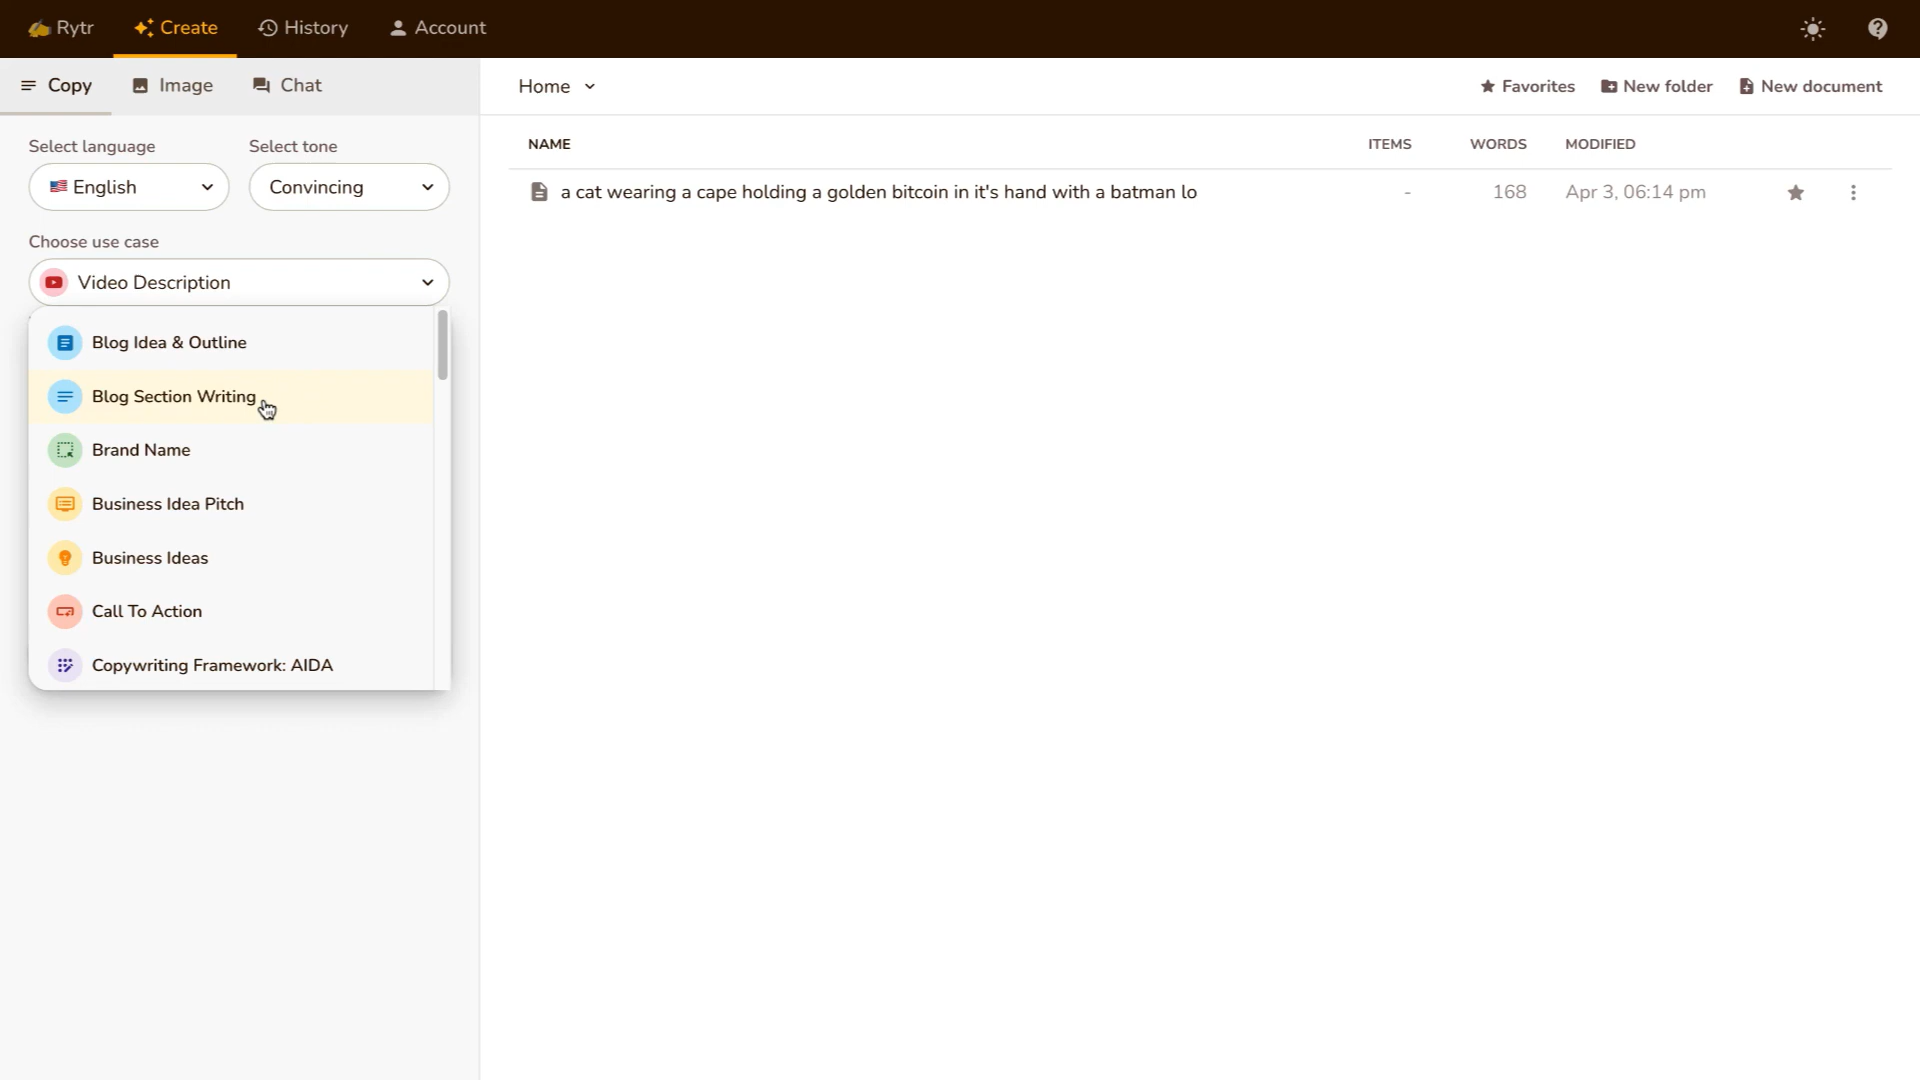 Rytr
Create
History
Account
Copy
Image
Chat
Home
Favorites
New folder
New document
Select language
Select tone
English
Convincing
Choose use case
Video Description
Blog Idea & Outline
Blog Section Writing
Brand Name
Business Idea Pitch
Business Ideas
Call To Action
Copywriting Framework: AIDA
NAME ITEMS WORDS MODIFIED
a cat wearing a cape holding a golden bitcoin in it's hand with a batman lo - 168 Apr 3, 06:14 pm